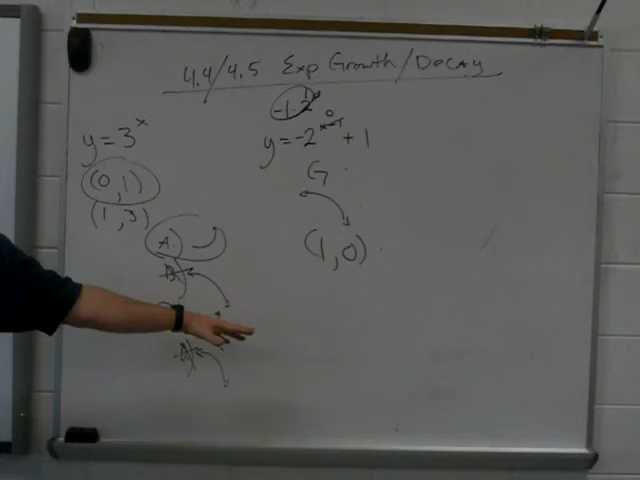 4.4/4.5 Exp Growth/Decay
y = 3^x
(0,1)
(1,3)
A.
y = -2^{x-1} + 1
G
(1,0)